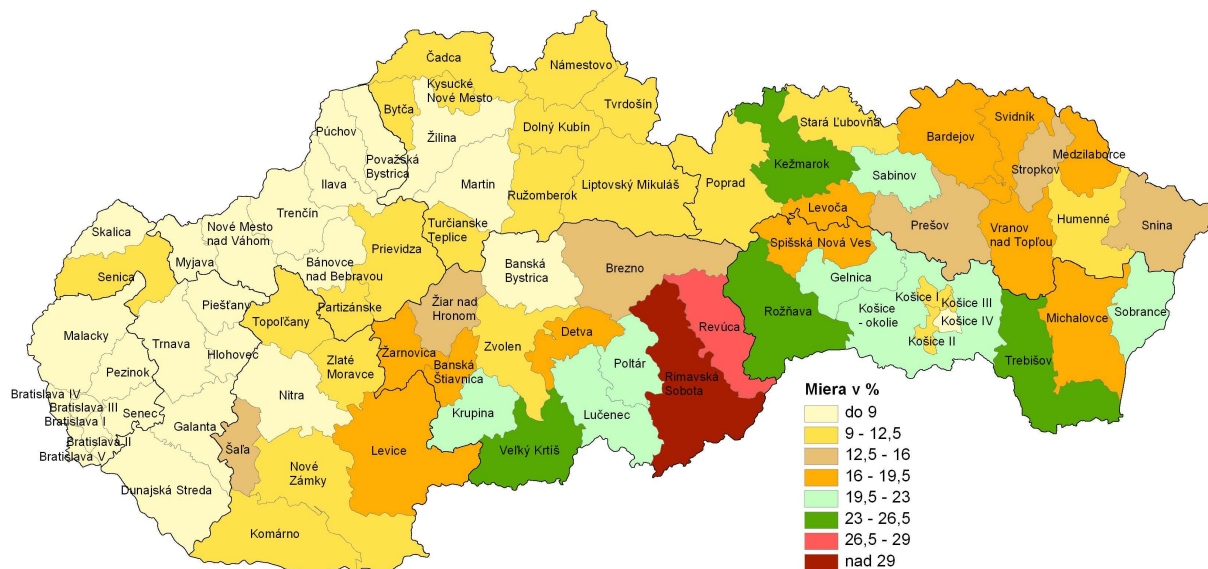 Čadca
Námestovo
Kysucké
Nové Mesto
Tvrdošín
Bytča
Stará Ľubovňa
Svidník
Dolný Kubín
Púchov
Žilina
Bardejov
Medzilaborce
Považská
Bystrica
Kežmarok
Stropkov
Sabinov
Ilava
Martin
Ružomberok
Liptovský Mikuláš
Poprad
Levoča
Trenčín
Prešov
Humenné
Snina
Skalica
Nové Mesto
nad Váhom
Turčianske
Teplice
Vranov
nad Topľou
Prievidza
Spišská Nová Ves
Myjava
Bánovce
nad Bebravou
Banská
Bystrica
Brezno
Senica
Gelnica
Piešťany
Partizánske
Žiar nad
Hronom
Košice I
Košice III
Rožňava
Košice
- okolie
Košice IV
Sobrance
Topoľčany
Michalovce
Malacky
Revúca
Detva
Zvolen
Košice II
Trnava
Hlohovec
Žarnovica
Zlaté
Moravce
Banská
Štiavnica
Poltár
Trebišov
Pezinok
Rimavská
Sobota
Nitra
Bratislava IV
Bratislava III
Senec
Bratislava I
Krupina
Lučenec
Galanta
Bratislava II
Šaľa
Levice
Veľký Krtíš
Bratislava V
Nové
Zámky
Dunajská Streda
Komárno
Miera v %
do 9
9 - 12,5
12,5 - 16
16 - 19,5
19,5 - 23
23 - 26,5
26,5 - 29
nad 29